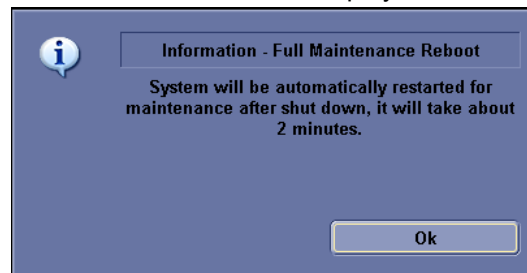 Information - Full Maintenance Reboot
System will be automatically restarted for
maintenance after shut down, it will take about
2 minutes.
Ok